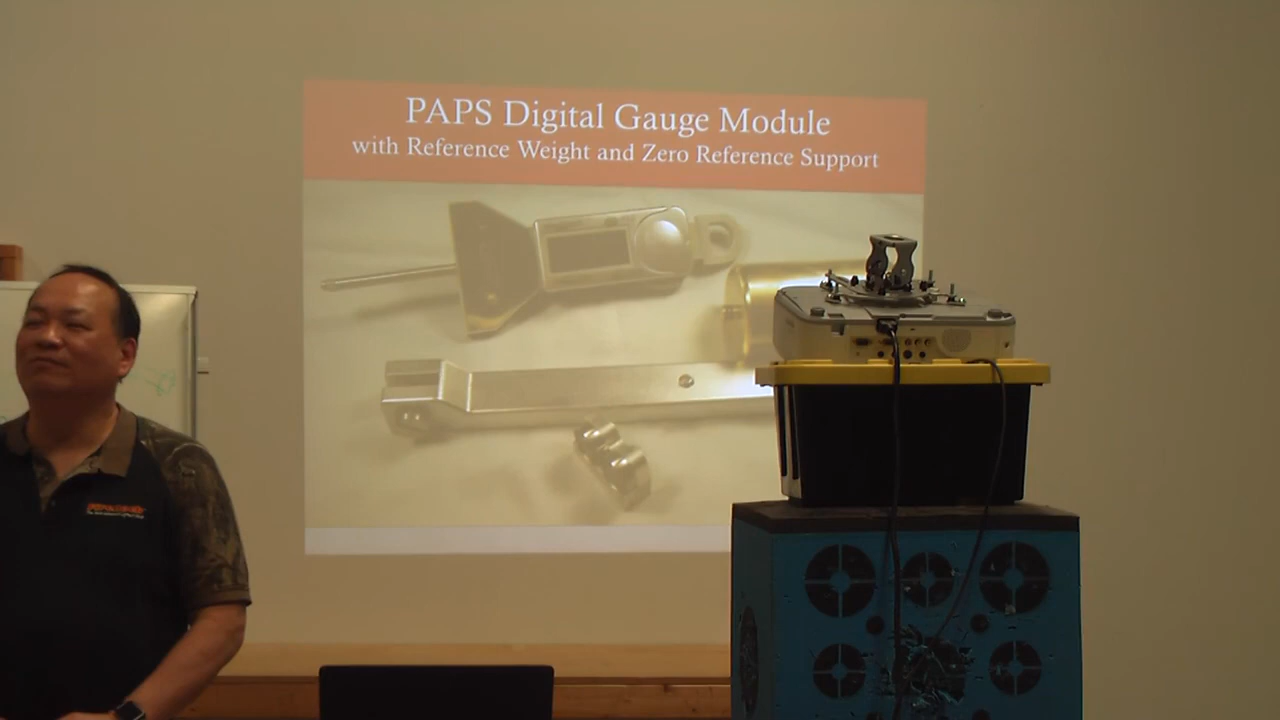 PAPS Digital Gauge Module
with Reference Weight and Zero Reference Support